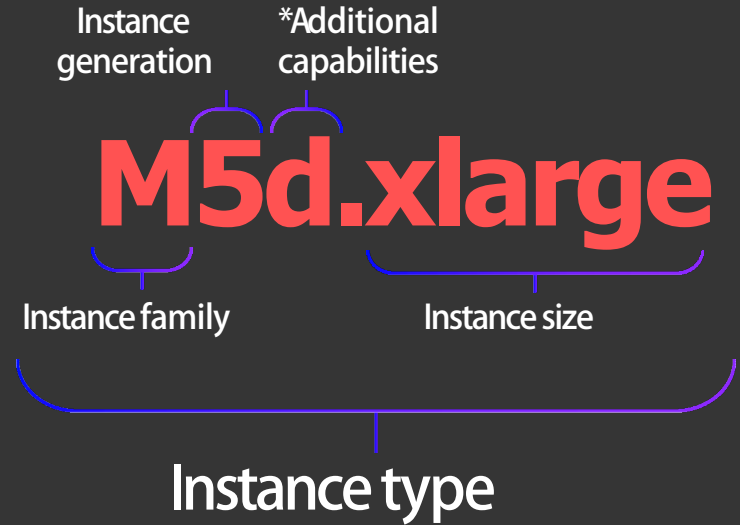 Instance
generation
*Additional
capabilities
M5d.xlarge
Instance family
Instance size
Instance type